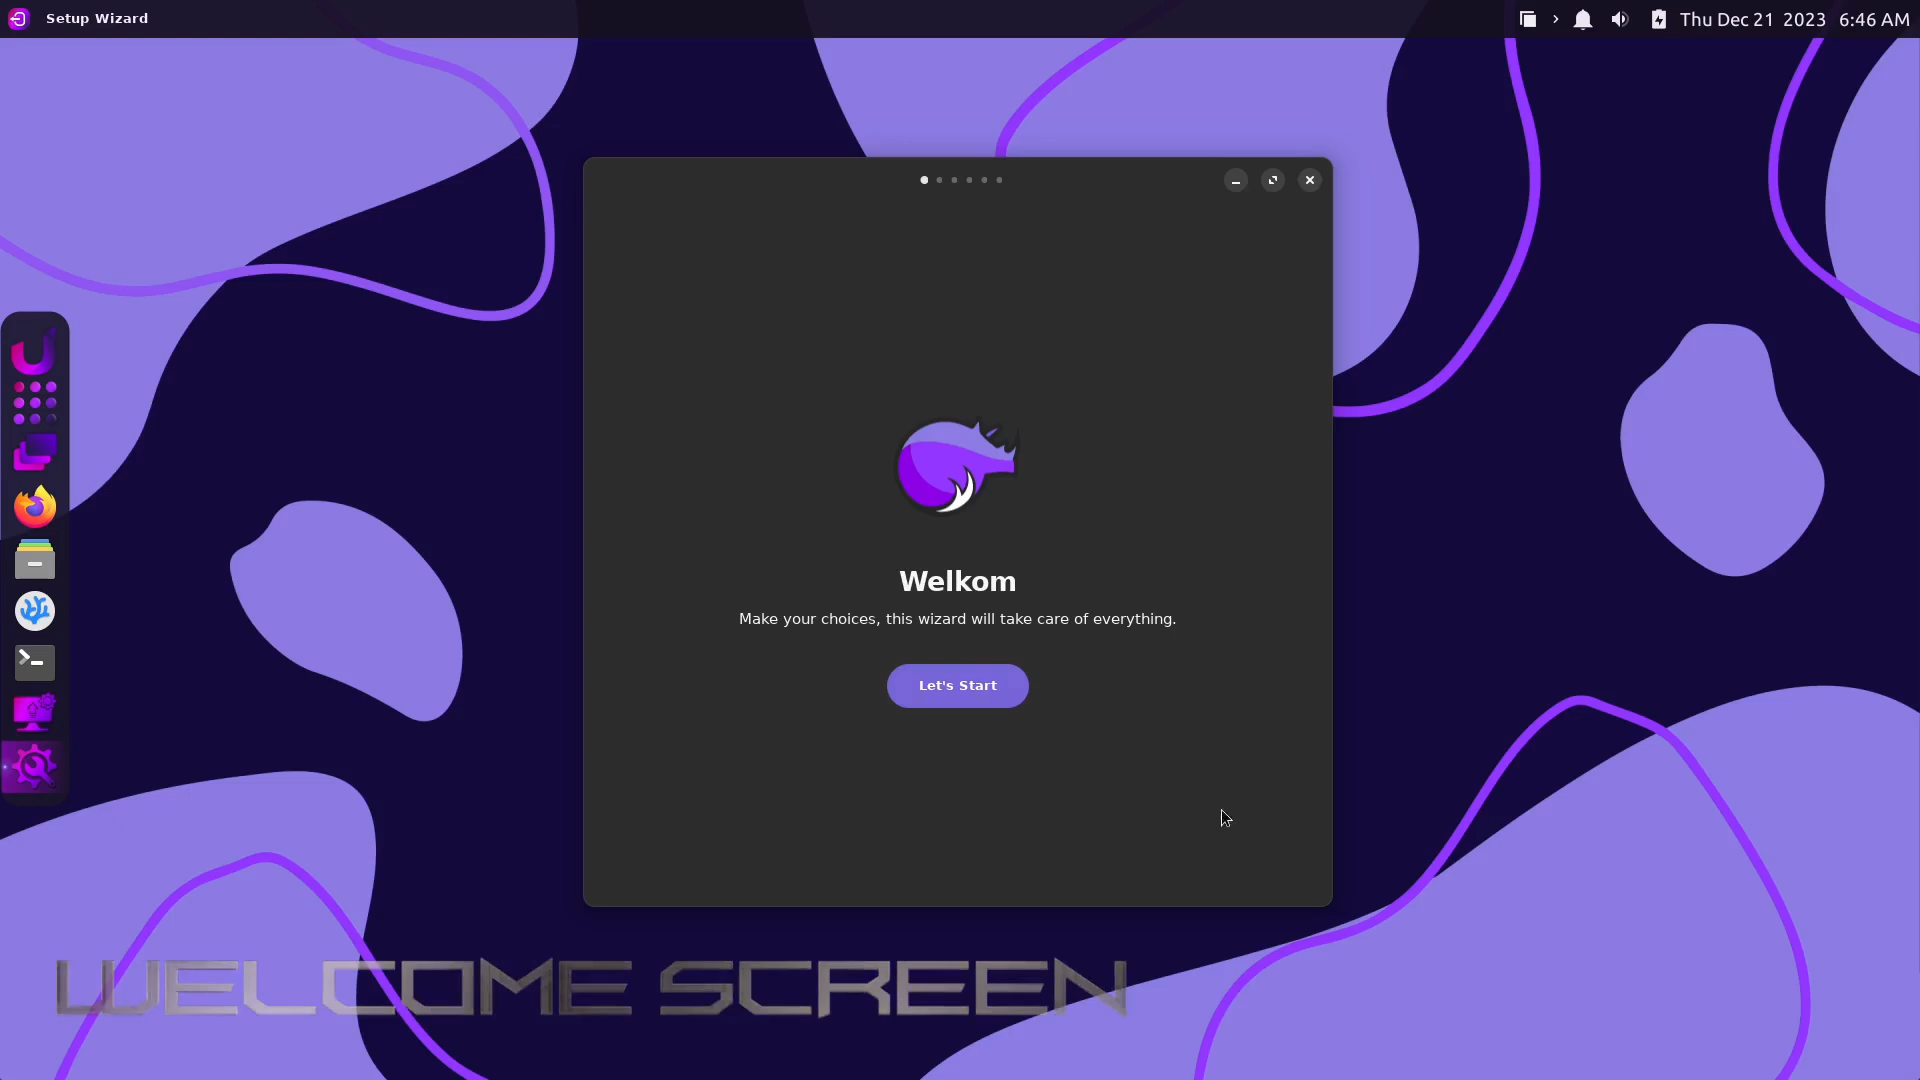 Setup Wizard
Thu Dec 21 2023 6:46 AM
Welkom
Make your choices, this wizard will take care of everything.
Let's Start
WELCOME SCREEN